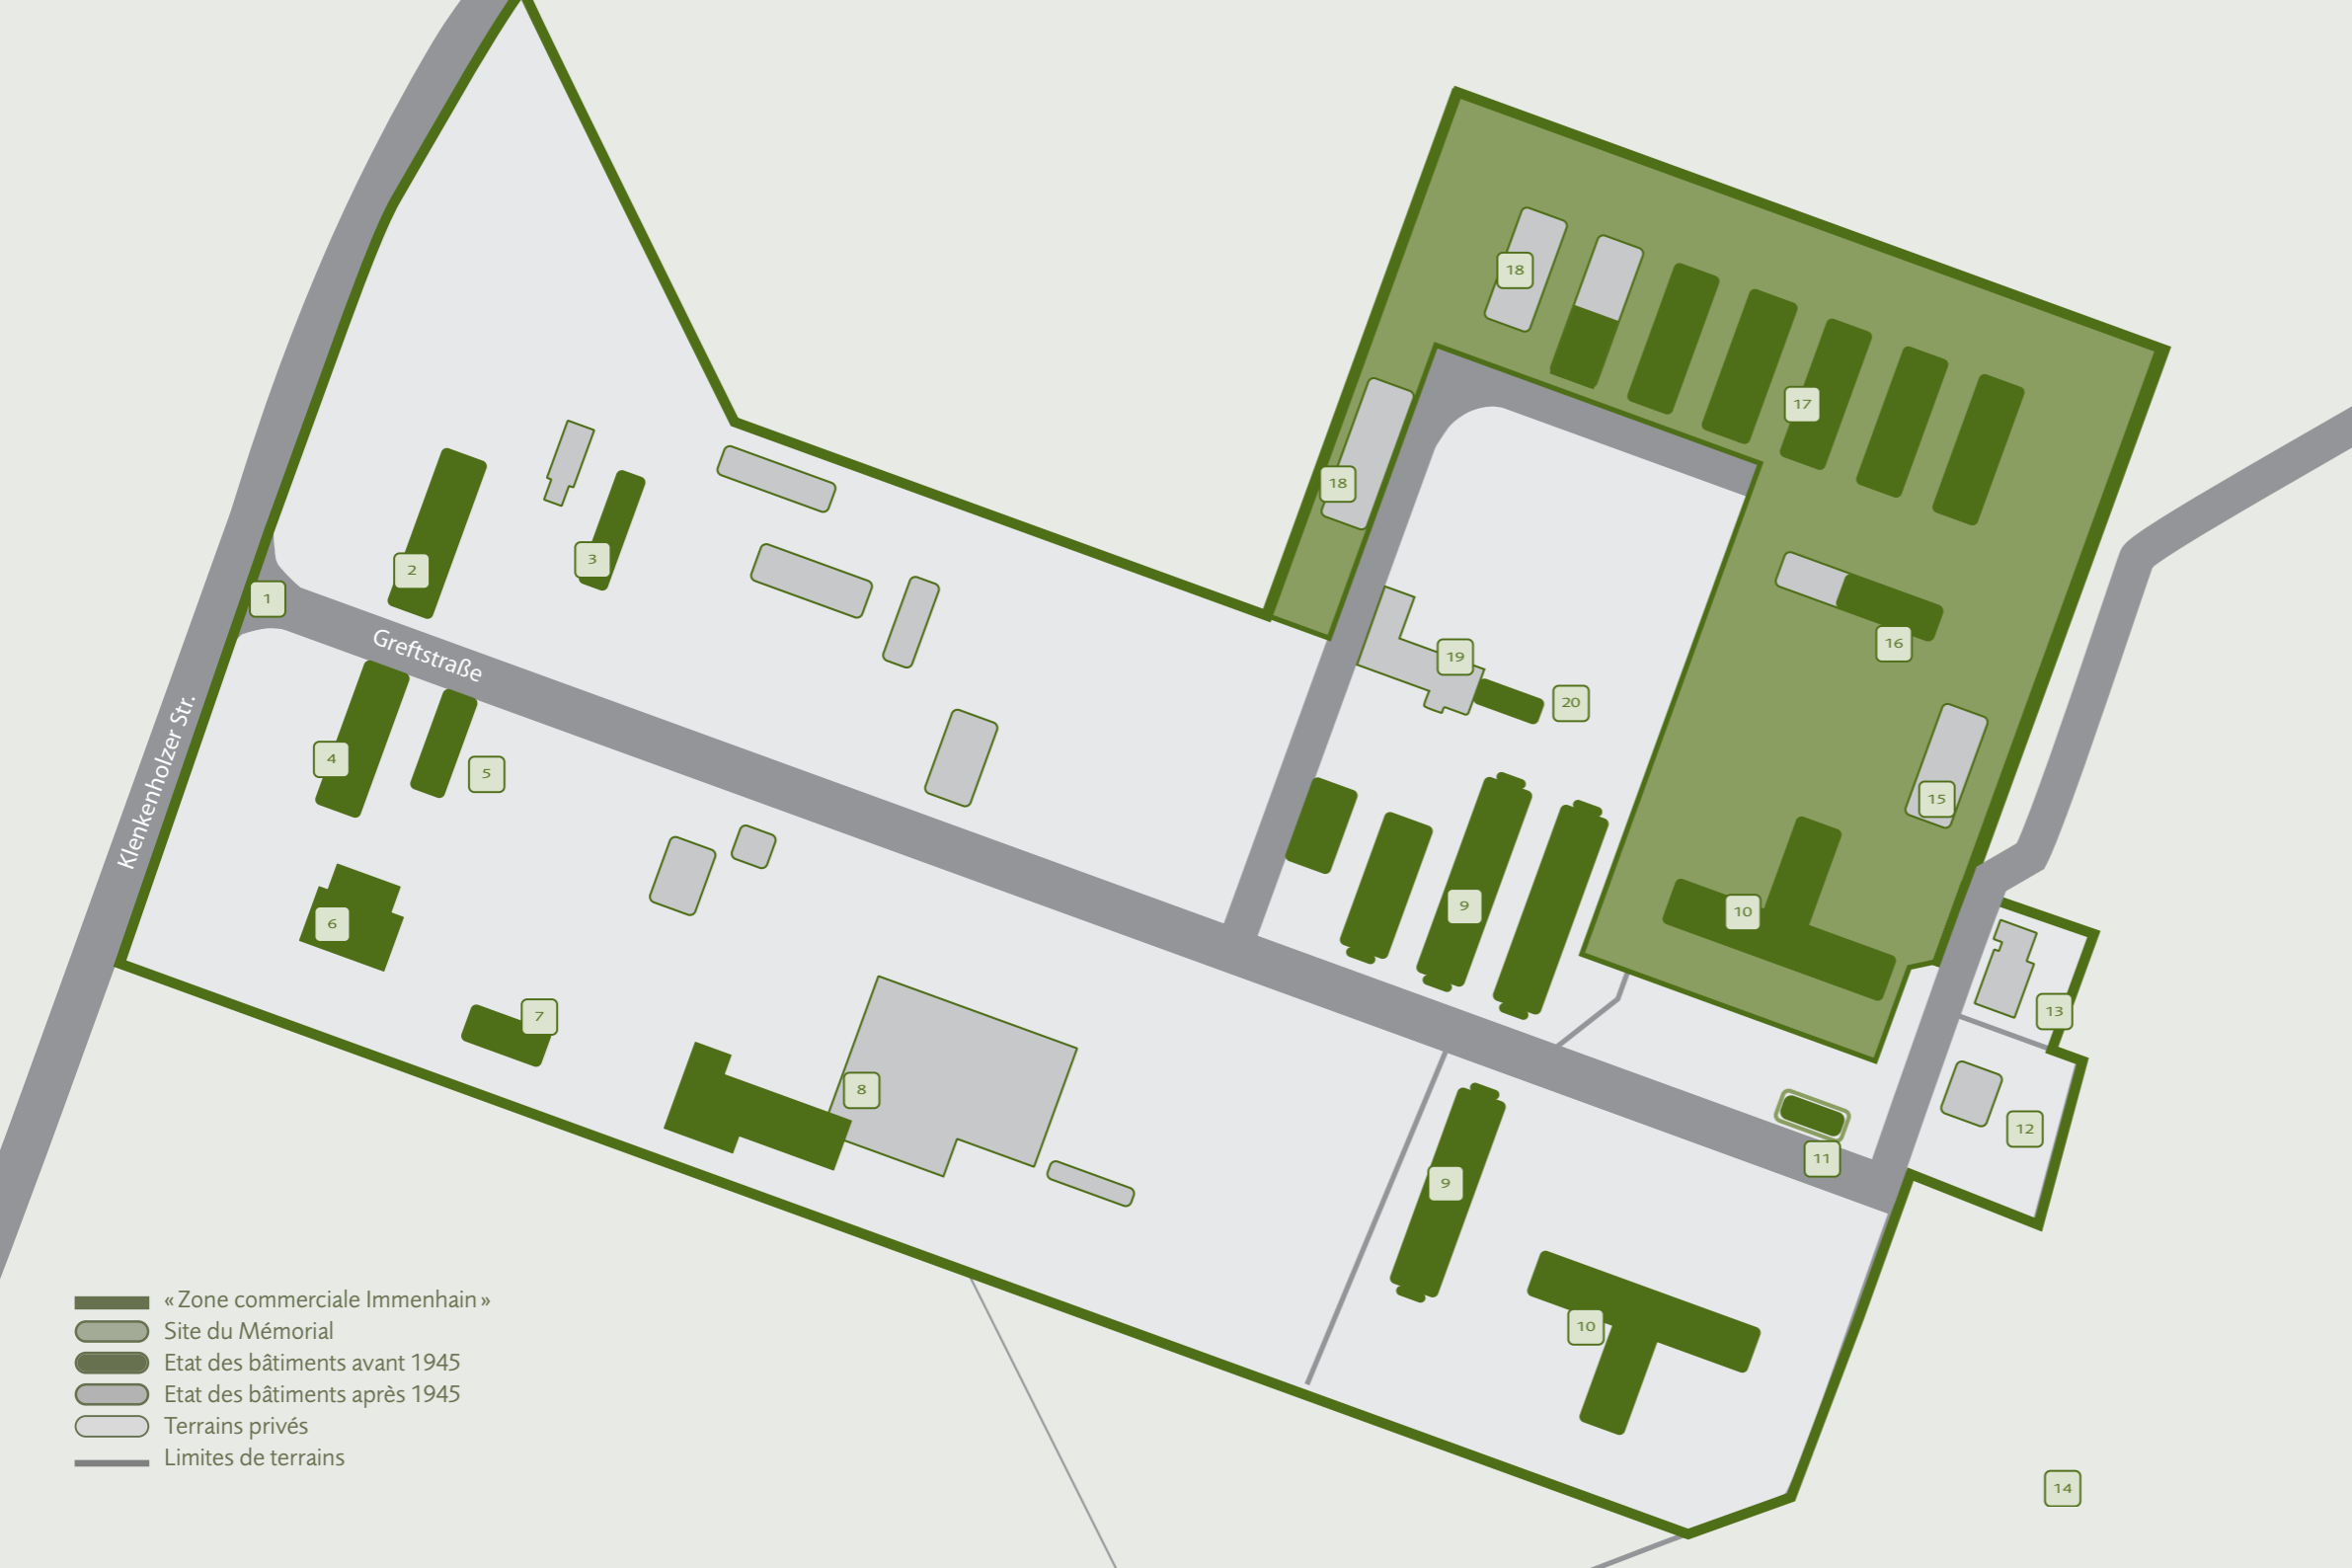 18
17
18
2
3
1
16
Greftstraße
19
20
4
5
15
Klenkenholzer Str.
6
9
10
7
13
8
12
11
9
« Zone commerciale Immenhain »
Site du Mémorial
10
Etat des bâtiments avant 1945
Etat des bâtiments après 1945
Terrains privés
Limites de terrains
14